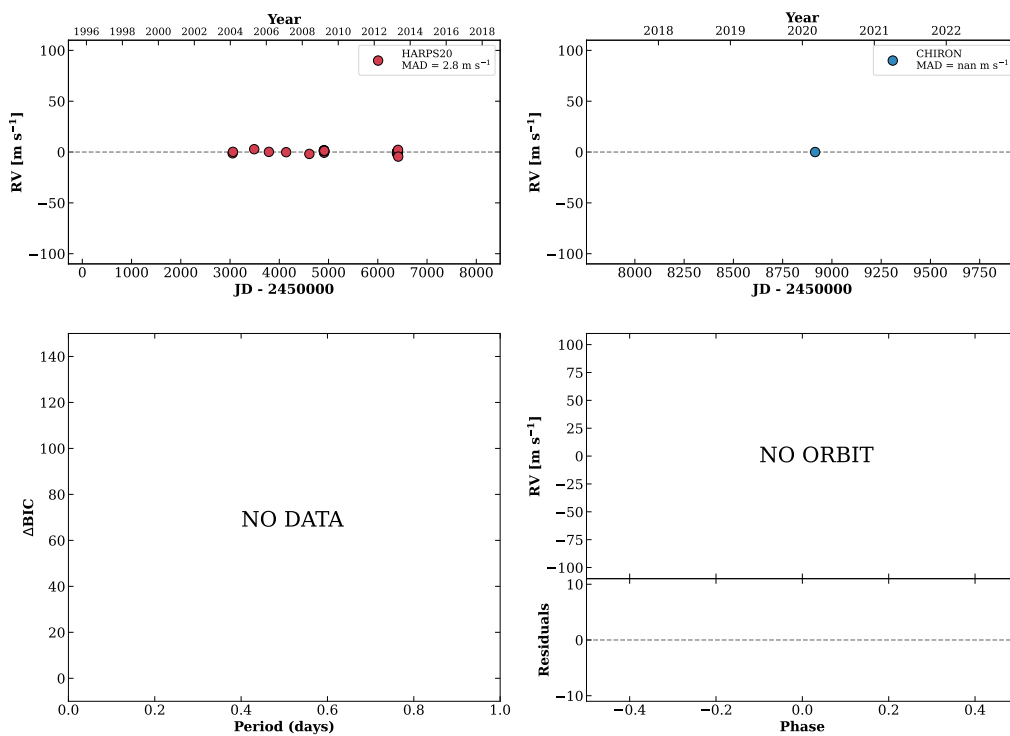 Year
1996 1998 2000 2002 2004 2006 2008 2010 2012 2014 2016 2018
HARPS20
MAD = 2.8 m s⁻¹
100
50
0
−50
−100
RV [m s⁻¹]
0 1000 2000 3000 4000 5000 6000 7000 8000
JD - 2450000
Year
2018 2019 2020 2021 2022
CHIRON
MAD = nan m s⁻¹
100
50
0
−50
−100
RV [m s⁻¹]
8000 8250 8500 8750 9000 9250 9500 9750
JD - 2450000
140
120
100
80
60
40
20
0
ΔBIC
NO DATA
0.0 0.2 0.4 0.6 0.8 1.0
Period (days)
100
75
50
25
0
−25
−50
−75
−100
RV [m s⁻¹]
NO ORBIT
10
0
−10
Residuals
−0.4 −0.2 0.0 0.2 0.4
Phase